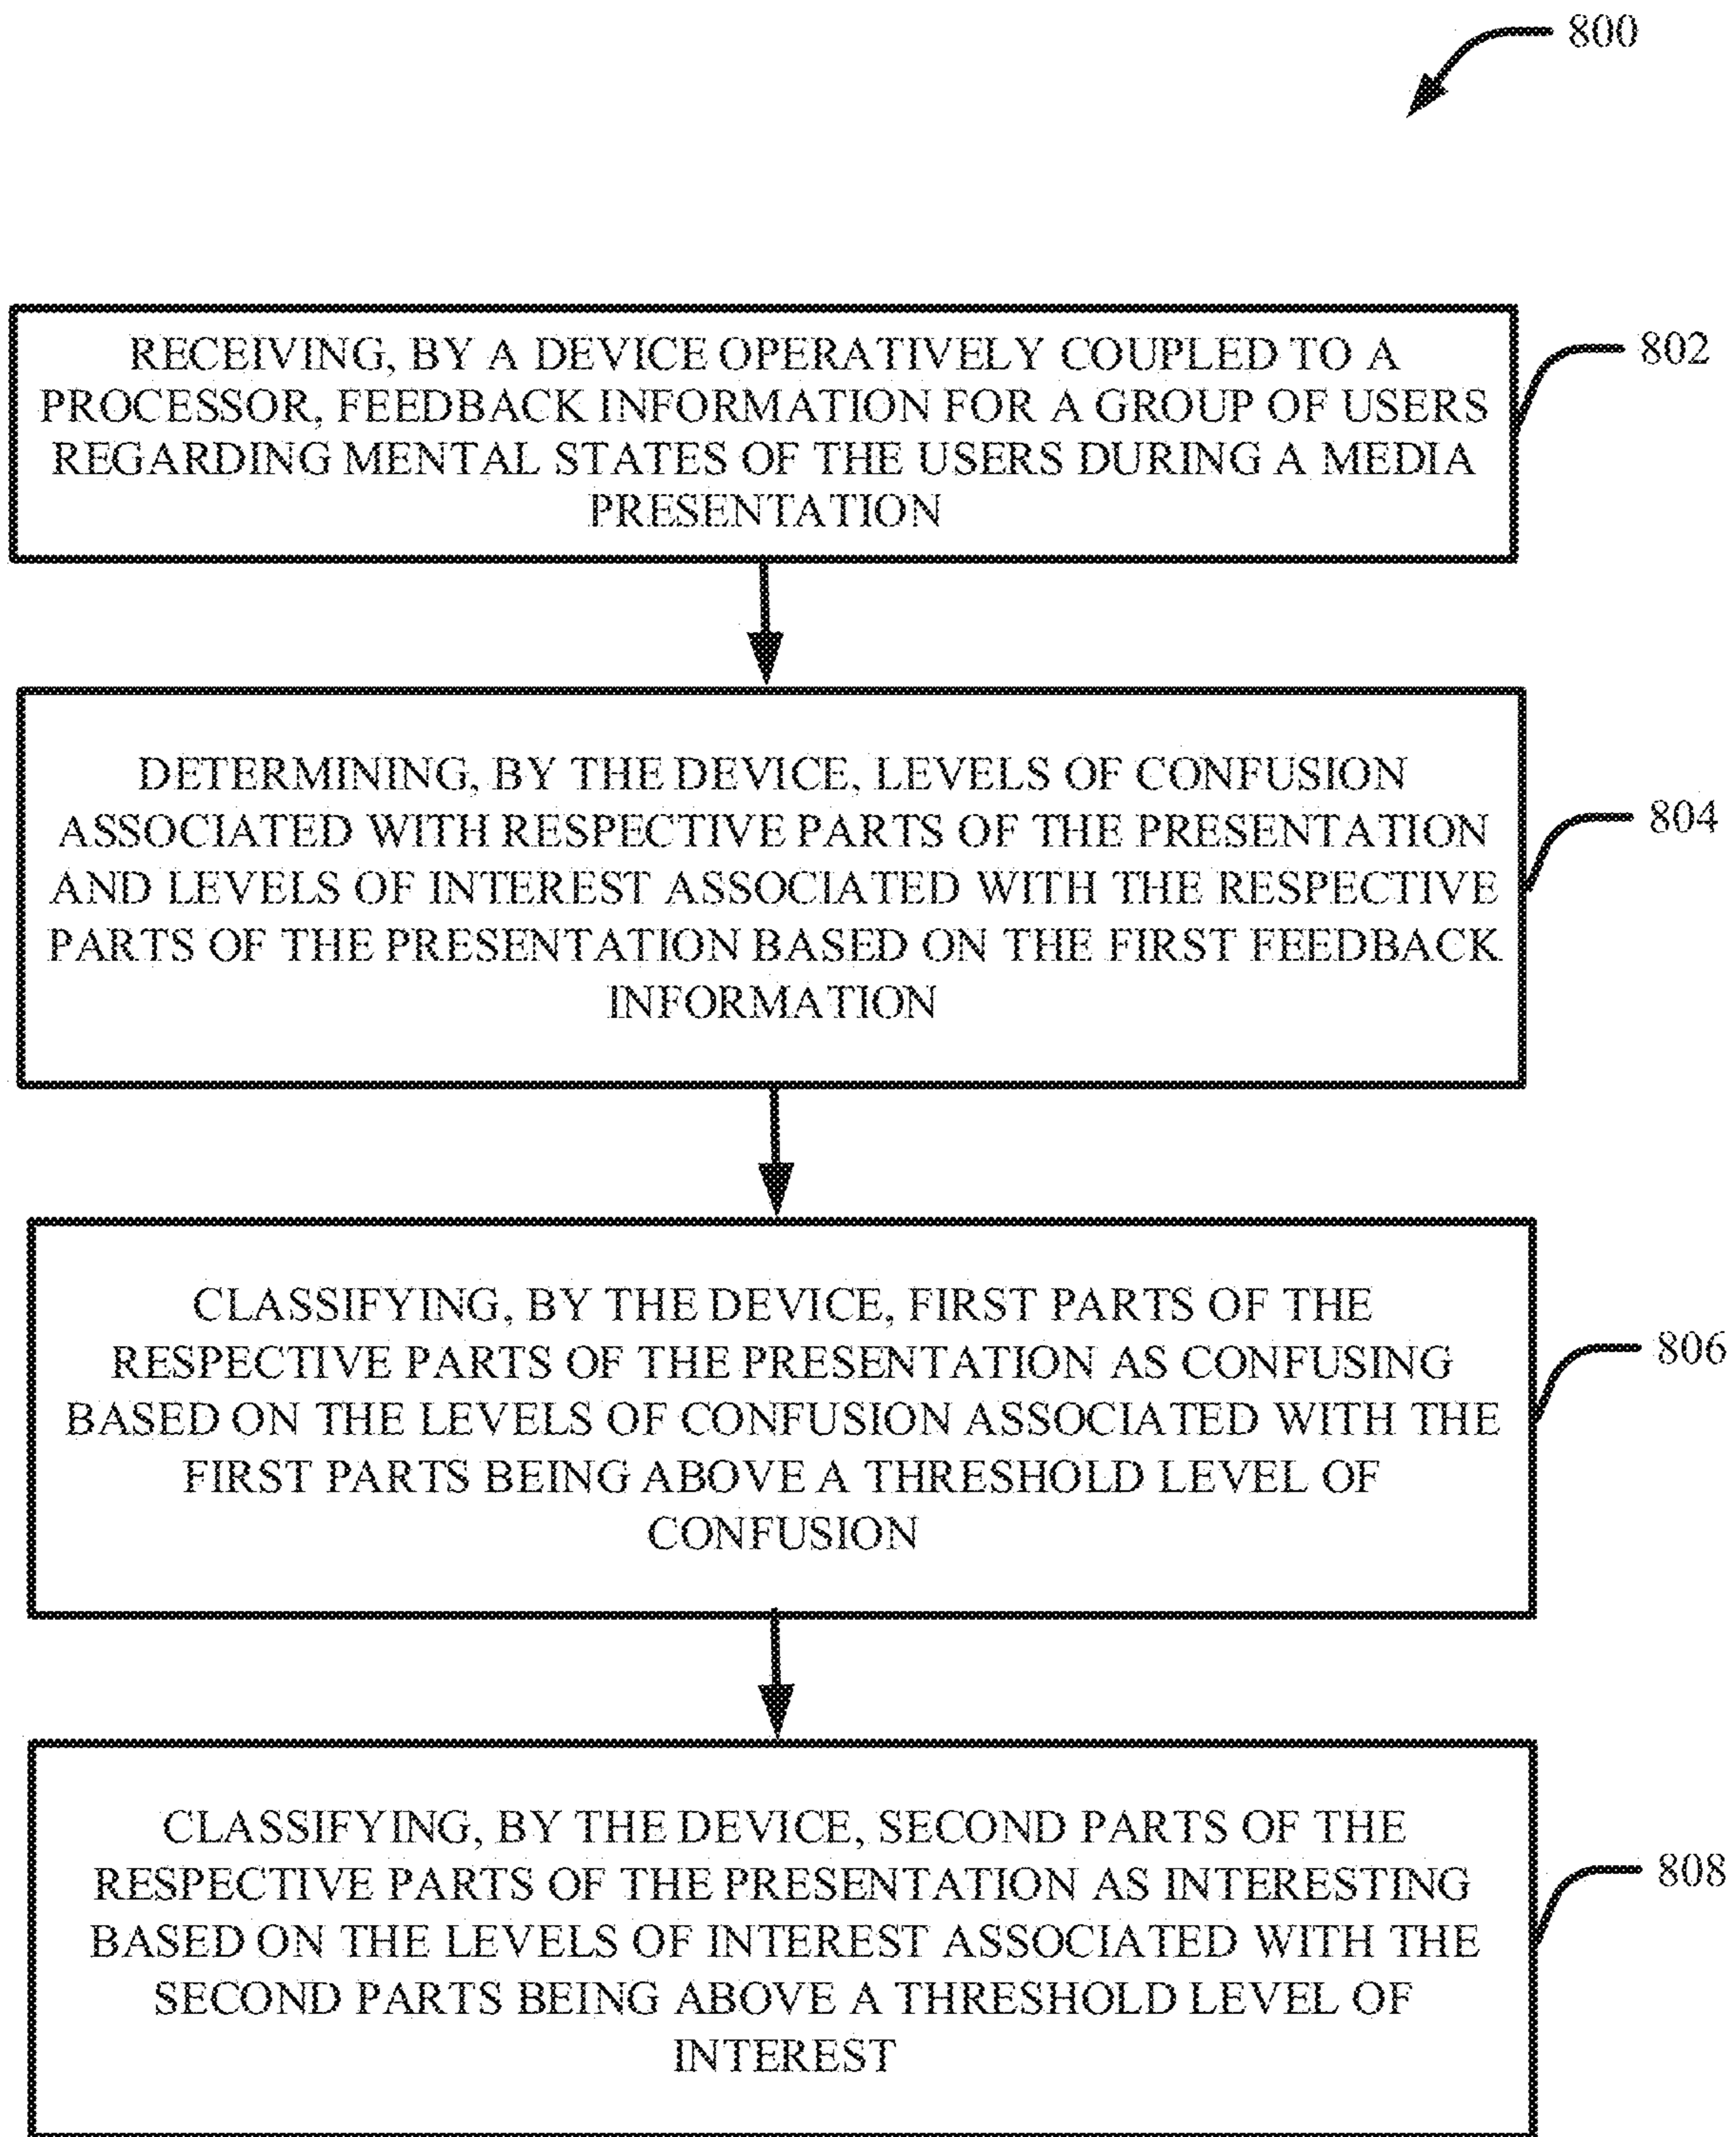 800
RECEIVING, BY A DEVICE OPERATIVELY COUPLED TO A
PROCESSOR, FEEDBACK INFORMATION FOR A GROUP OF USERS
REGARDING MENTAL STATES OF THE USERS DURING A MEDIA
PRESENTATION
802
DETERMINING, BY THE DEVICE, LEVELS OF CONFUSION
ASSOCIATED WITH RESPECTIVE PARTS OF THE PRESENTATION
AND LEVELS OF INTEREST ASSOCIATED WITH THE RESPECTIVE
PARTS OF THE PRESENTATION BASED ON THE FIRST FEEDBACK
INFORMATION
804
CLASSIFYING, BY THE DEVICE, FIRST PARTS OF THE
RESPECTIVE PARTS OF THE PRESENTATION AS CONFUSING
BASED ON THE LEVELS OF CONFUSION ASSOCIATED WITH THE
FIRST PARTS BEING ABOVE A THRESHOLD LEVEL OF
CONFUSION
806
CLASSIFYING, BY THE DEVICE, SECOND PARTS OF THE
RESPECTIVE PARTS OF THE PRESENTATION AS INTERESTING
BASED ON THE LEVELS OF INTEREST ASSOCIATED WITH THE
SECOND PARTS BEING ABOVE A THRESHOLD LEVEL OF
INTEREST
808